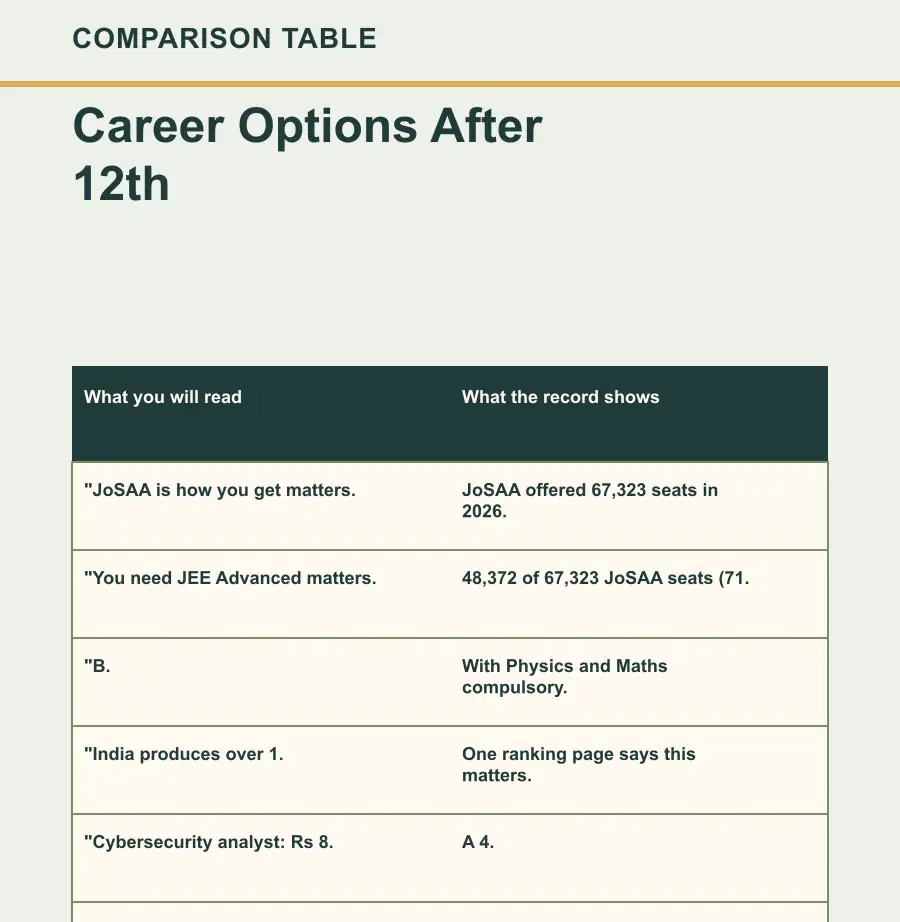 COMPARISON TABLE
Career Options After
12th
What you will read
What the record shows
"JoSAA is how you get matters.
JoSAA offered 67,323 seats in
2026.
"You need JEE Advanced matters.
48,372 of 67,323 JoSAA seats (71.
"B.
With Physics and Maths
compulsory.
"India produces over 1.
One ranking page says this
matters.
"Cybersecurity analyst: Rs 8.
A 4.